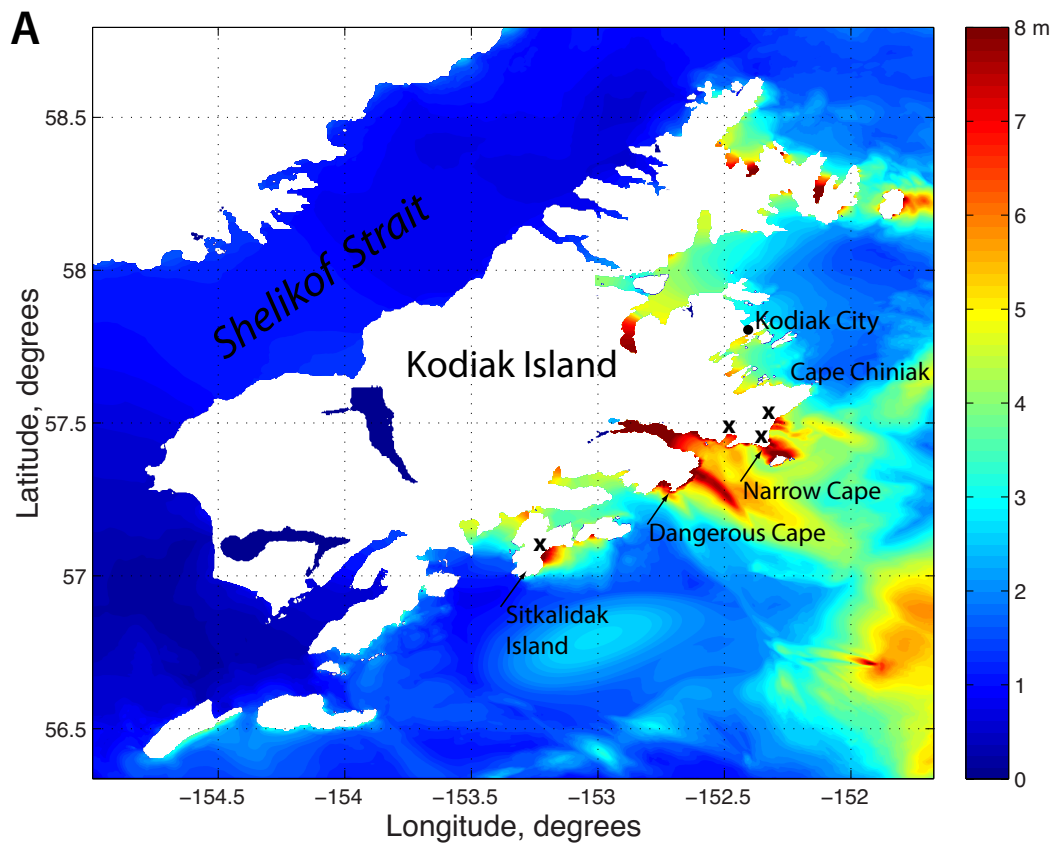 A
8 m
7
6
5
4
3
2
1
0
58.5
58
57.5
57
56.5
Latitude, degrees
Shelikof Strait
Kodiak Island
Kodiak City
Cape Chiniak
x
x
x
Narrow Cape
Dangerous Cape
x
Sitkalidak
Island
−154.5 −154 −153.5 −153 −152.5 −152
Longitude, degrees